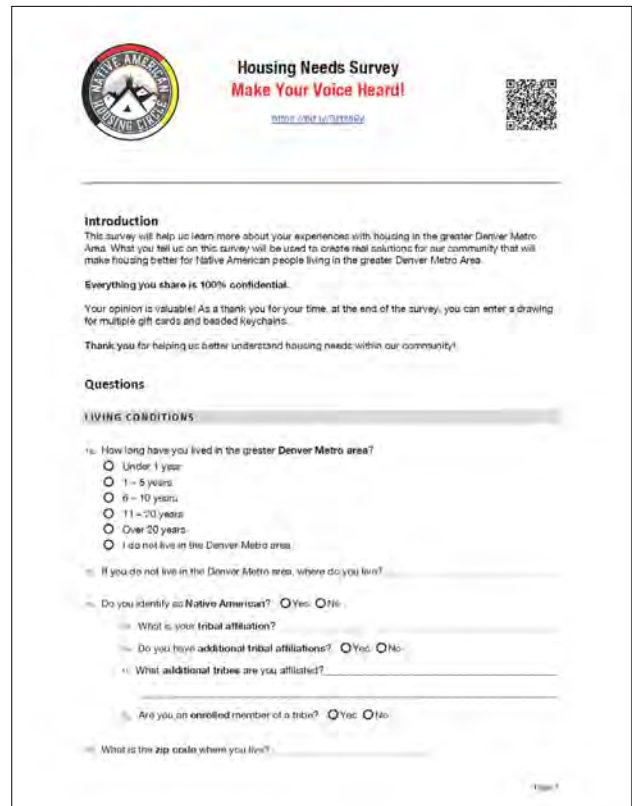 NATIVE AMERICAN
HOUSING CIRCLE
Housing Needs Survey
Make Your Voice Heard!
Introduction
This survey will help us learn more about your experiences with housing in the greater Denver Metro
Area. What you tell us on this survey will be used to create real solutions for our community that will
make housing better for Native American people living in the greater Denver Metro Area.
Everything you share is 100% confidential.
Your opinion is valuable! As a thank you for your time, at the end of the survey, you can enter a drawing
for multiple gift cards and beaded keychains.
Thank you for helping us better understand housing needs within our community!
Questions
LIVING CONDITIONS
How long have you lived in the greater Denver Metro area?
Under 1 year
1 – 5 years
6 – 10 years
11 – 20 years
Over 20 years
I do not live in the Denver Metro area
If you do not live in the Denver Metro area, where do you live?
Do you identify as Native American? Yes No
What is your tribal affiliation?
Do you have additional tribal affiliations? Yes No
What additional tribes are you affiliated?
Are you an enrolled member of a tribe? Yes No
What is the zip code where you live?